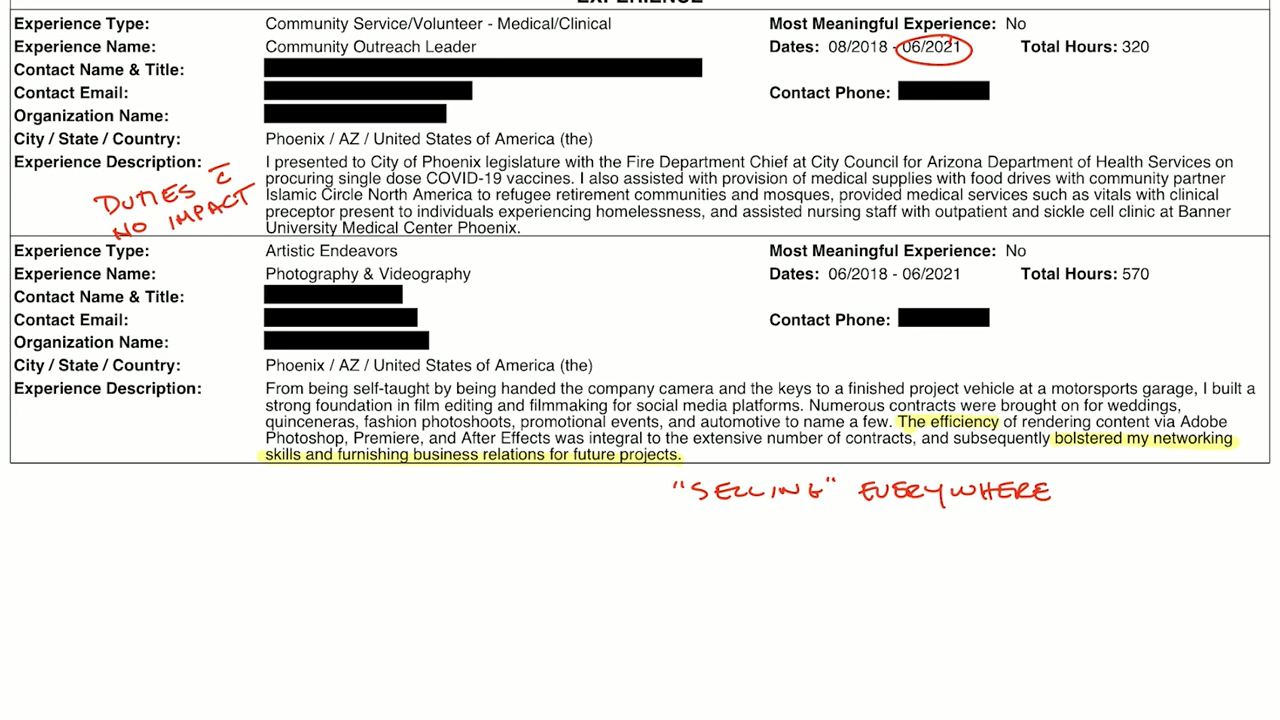 EXPERIENCE
Experience Type: Community Service/Volunteer - Medical/Clinical Most Meaningful Experience: No
Experience Name: Community Outreach Leader Dates: 08/2018 - 06/2021 Total Hours: 320
Contact Name & Title:
Contact Email: Contact Phone:
Organization Name:
City / State / Country: Phoenix / AZ / United States of America (the)
Experience Description: I presented to City of Phoenix legislature with the Fire Department Chief at City Council for Arizona Department of Health Services on
procuring single dose COVID-19 vaccines. I also assisted with provision of medical supplies with food drives with community partner
Islamic Circle North America to refugee retirement communities and mosques, provided medical services such as vitals with clinical
preceptor present to individuals experiencing homelessness, and assisted nursing staff with outpatient and sickle cell clinic at Banner
University Medical Center Phoenix.
DUTIES c̄
NO IMPACT
Experience Type: Artistic Endeavors Most Meaningful Experience: No
Experience Name: Photography & Videography Dates: 06/2018 - 06/2021 Total Hours: 570
Contact Name & Title:
Contact Email: Contact Phone:
Organization Name:
City / State / Country: Phoenix / AZ / United States of America (the)
Experience Description: From being self-taught by being handed the company camera and the keys to a finished project vehicle at a motorsports garage, I built a
strong foundation in film editing and filmmaking for social media platforms. Numerous contracts were brought on for weddings,
quinceneras, fashion photoshoots, promotional events, and automotive to name a few. The efficiency of rendering content via Adobe
Photoshop, Premiere, and After Effects was integral to the extensive number of contracts, and subsequently bolstered my networking
skills and furnishing business relations for future projects.
"SELLING" EVERYWHERE